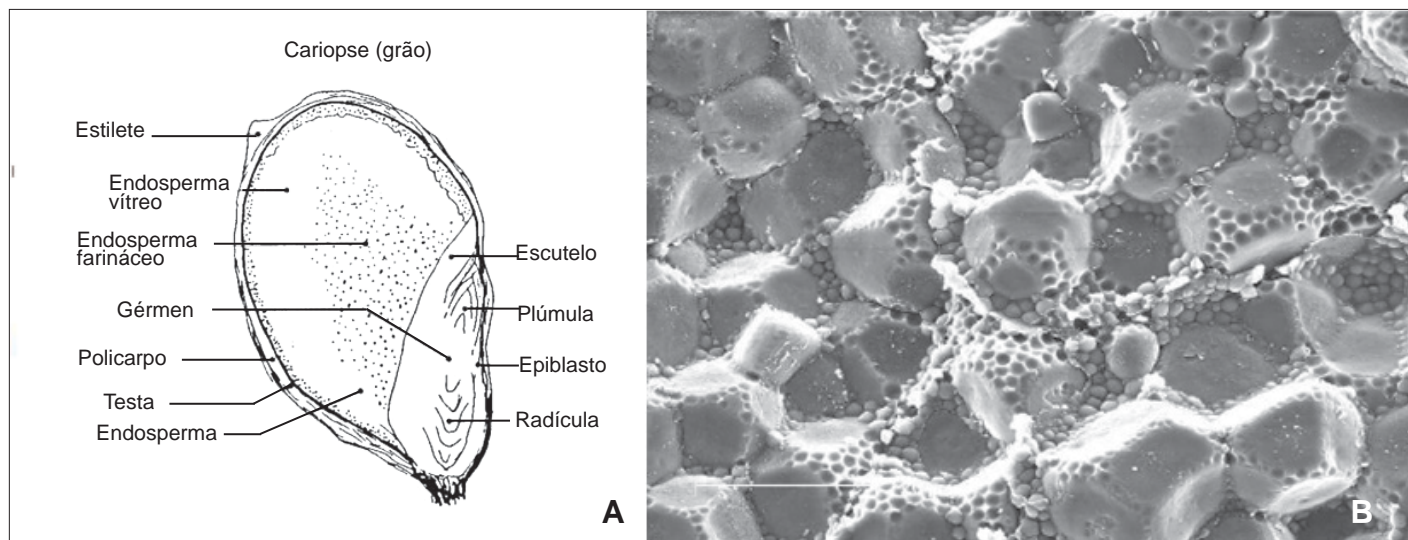 Cariopse (grão)
Estilete
Endosperma
vítreo
Endosperma
farináceo
Gérmen
Policarpo
Testa
Endosperma
Escutelo
Plúmula
Epiblasto
Radícula
A
B